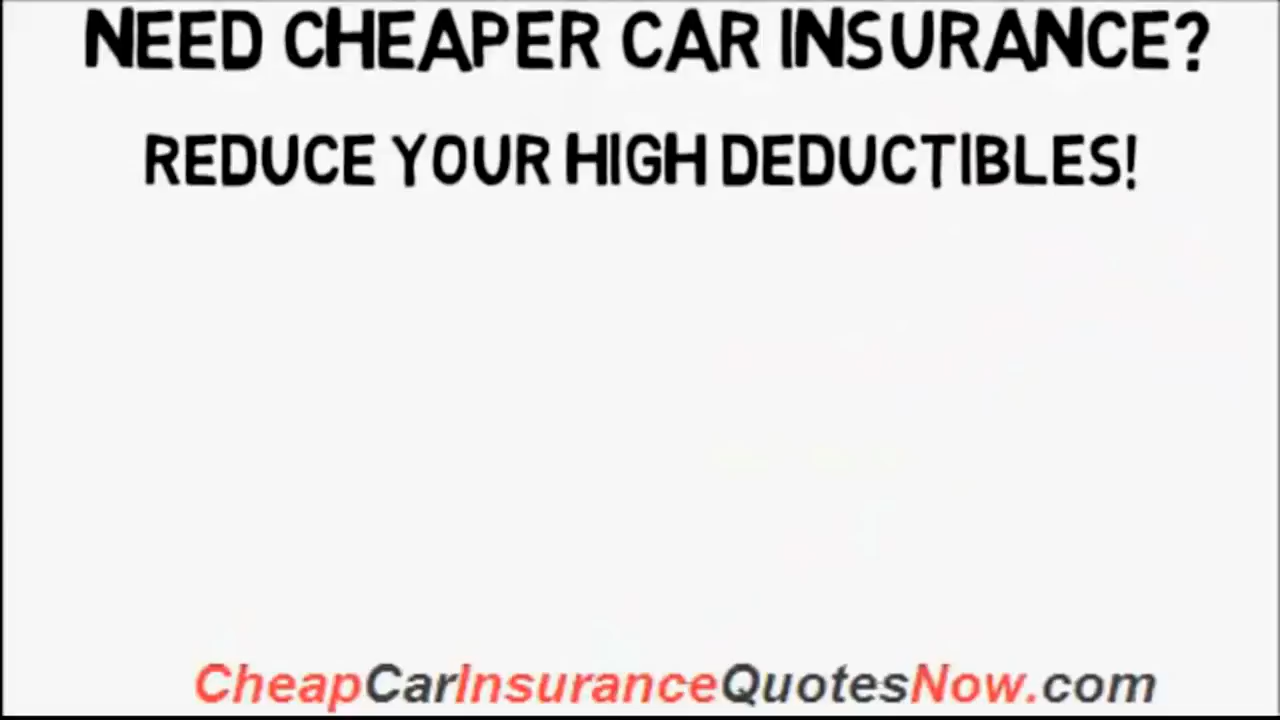 NEED CHEAPER CAR INSURANCE?
REDUCE YOUR HIGH DEDUCTIBLES!
CheapCarInsuranceQuotesNow.com